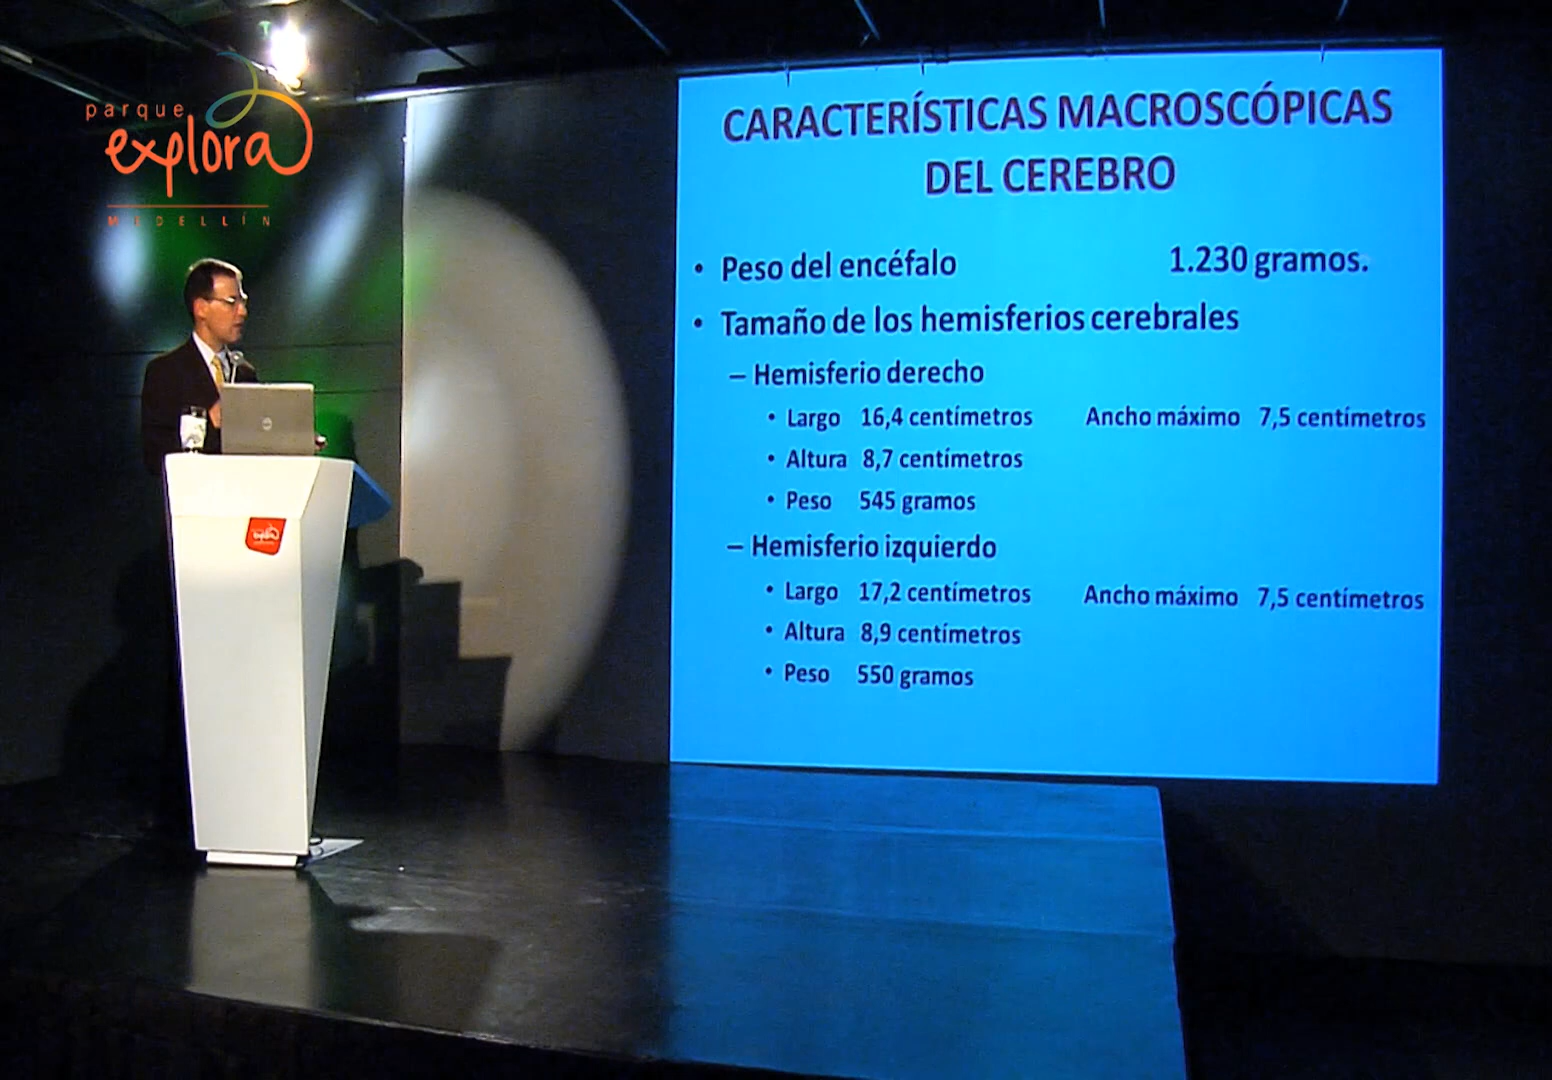 parque
explora
MEDELLÍN
CARACTERÍSTICAS MACROSCÓPICAS
DEL CEREBRO
• Peso del encéfalo 1.230 gramos.
• Tamaño de los hemisferios cerebrales
– Hemisferio derecho
• Largo 16,4 centímetros Ancho máximo 7,5 centímetros
• Altura 8,7 centímetros
• Peso 545 gramos
– Hemisferio izquierdo
• Largo 17,2 centímetros Ancho máximo 7,5 centímetros
• Altura 8,9 centímetros
• Peso 550 gramos